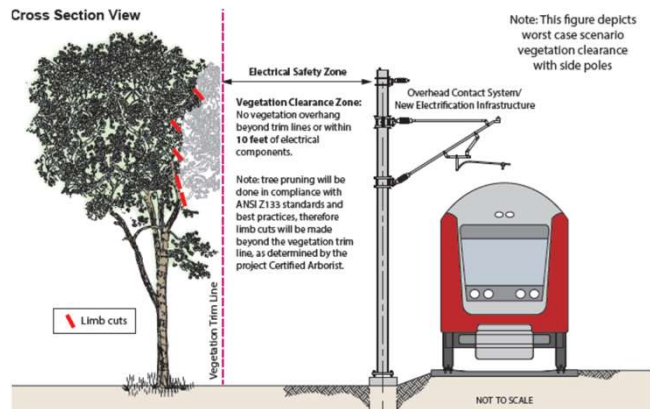 Cross Section View
Note: This figure depicts
worst case scenario
vegetation clearance
with side poles
Electrical Safety Zone
Overhead Contact System/
New Electrification Infrastructure
Vegetation Clearance Zone:
No vegetation overhang
beyond trim lines or within
10 feet of electrical
components.
Note: tree pruning will be
done in compliance with
ANSI Z133 standards and
best practices, therefore
limb cuts will be made
beyond the vegetation trim
line, as determined by the
project Certified Arborist.
Vegetation Trim Line
Limb cuts
NOT TO SCALE